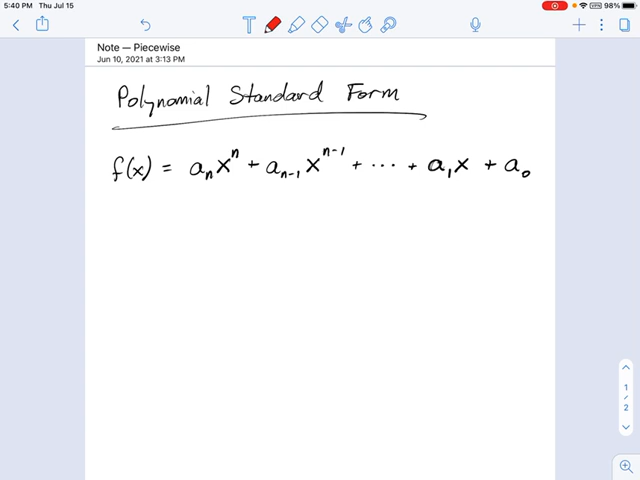 5:40 PM Thu Jul 15 VPN 98%
T
Note — Piecewise
Jun 10, 2021 at 3:13 PM
Polynomial Standard Form
f(x) = aₙxⁿ + aₙ₋₁xⁿ⁻¹ + ⋯ + a₁x + a₀
1
/
2